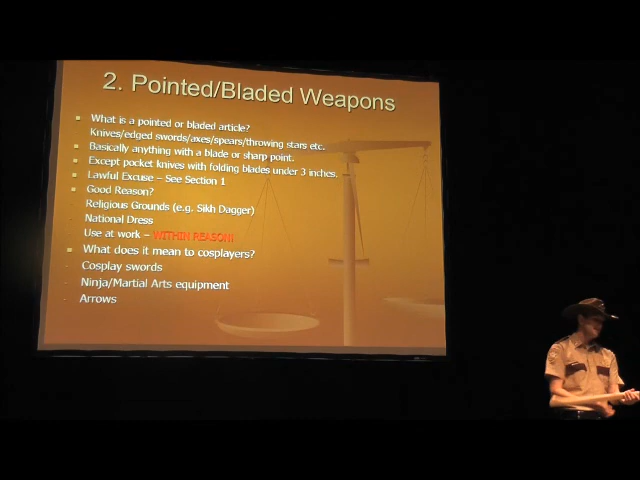 2. Pointed/Bladed Weapons
What is a pointed or bladed article?
Knives/edged swords/axes/spears/throwing stars etc.
Basically anything with a blade or sharp point.
Except pocket knives with folding blades under 3 inches.
Lawful Excuse – See Section 1
Good Reason?
Religious Grounds (e.g. Sikh Dagger)
- National Dress
Use at work – WITHIN REASON!
What does it mean to cosplayers?
- Cosplay swords
- Ninja/Martial Arts equipment
- Arrows